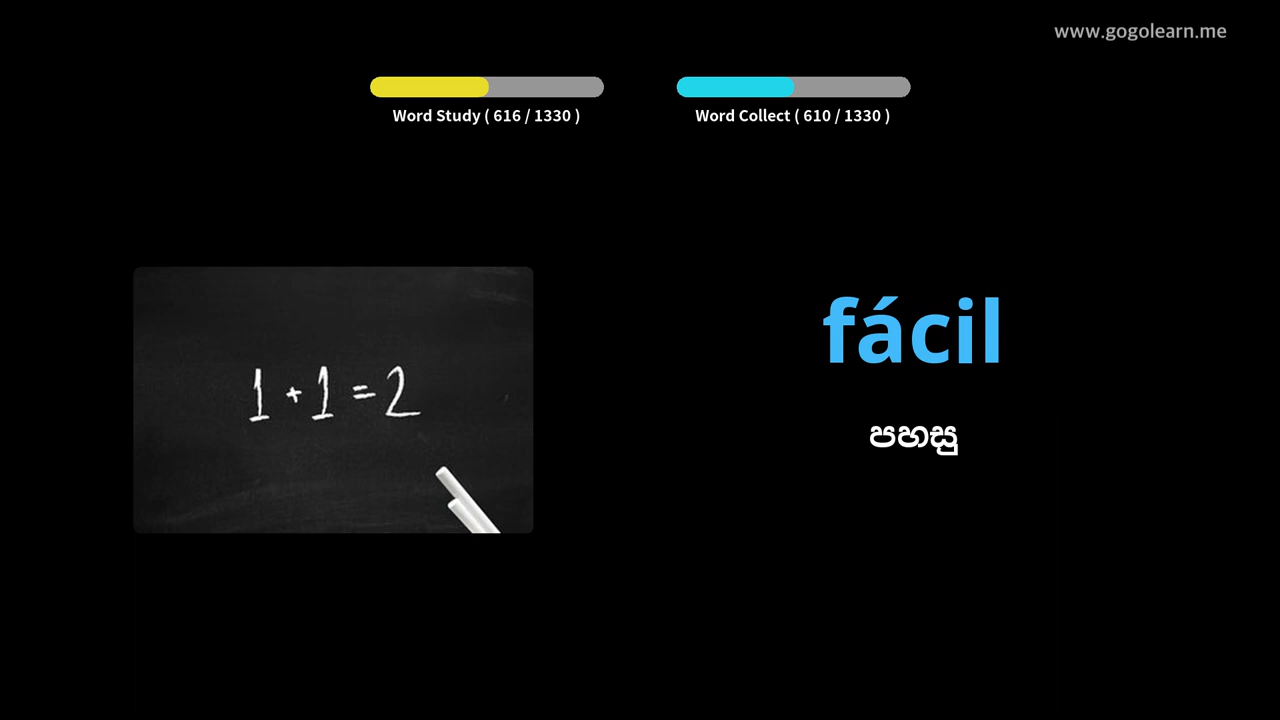 www.gogolearn.me
Word Study ( 616 / 1330 )
Word Collect ( 610 / 1330 )
1 + 1 = 2
fácil
පහසු